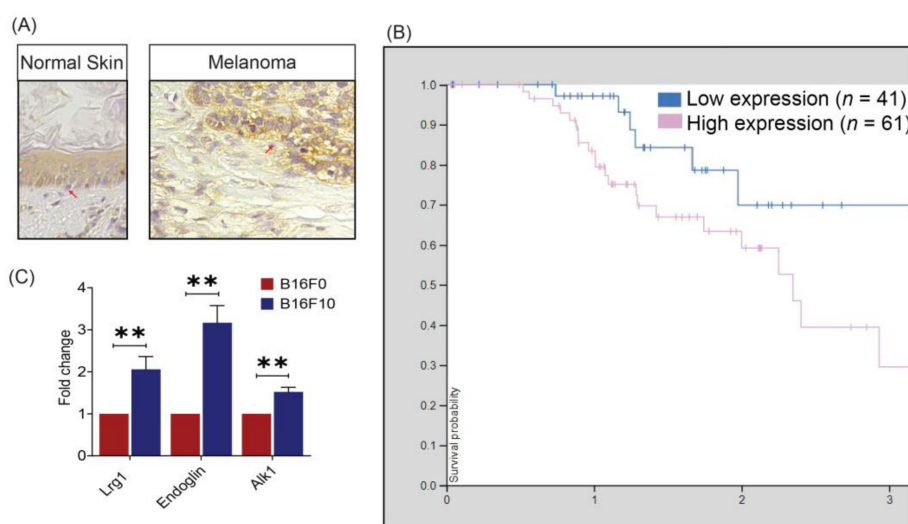 (A)
Normal Skin
Melanoma
(B)
1.0
0.9
0.8
0.7
0.6
0.5
0.4
0.3
0.2
0.1
0.0
Survival probability
0
1
2
3
Low expression (n = 41)
High expression (n = 61)
(C)
B16F0
B16F10
Fold change
4
3
2
1
0
**
**
**
Lrg1
Endoglin
Alk1